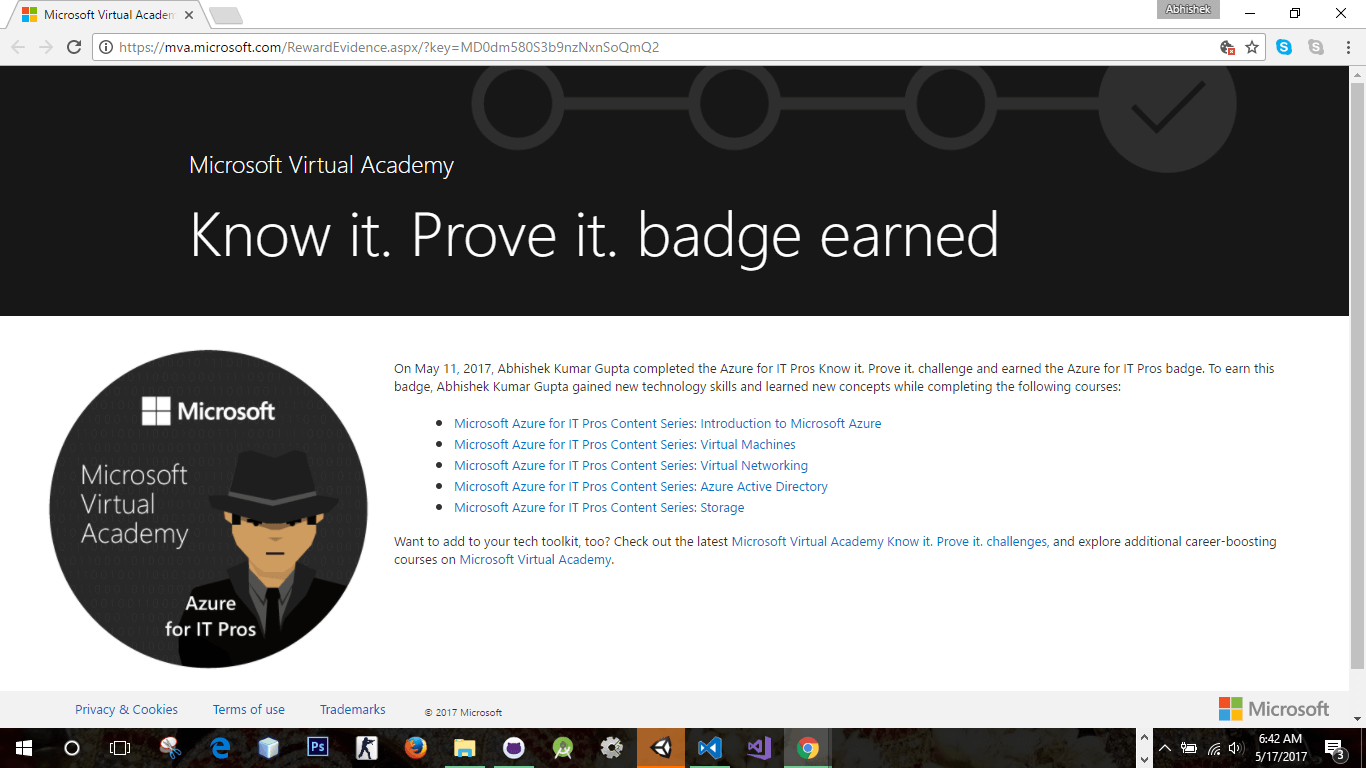 Microsoft Virtual Academ
Abhishek
https://mva.microsoft.com/RewardEvidence.aspx/?key=MD0dm580S3b9nzNxnSoQmQ2
Microsoft Virtual Academy
Know it. Prove it. badge earned
Microsoft
Microsoft
Virtual
Academy
Azure
for IT Pros
On May 11, 2017, Abhishek Kumar Gupta completed the Azure for IT Pros Know it. Prove it. challenge and earned the Azure for IT Pros badge. To earn this
badge, Abhishek Kumar Gupta gained new technology skills and learned new concepts while completing the following courses:
Microsoft Azure for IT Pros Content Series: Introduction to Microsoft Azure
Microsoft Azure for IT Pros Content Series: Virtual Machines
Microsoft Azure for IT Pros Content Series: Virtual Networking
Microsoft Azure for IT Pros Content Series: Azure Active Directory
Microsoft Azure for IT Pros Content Series: Storage
Want to add to your tech toolkit, too? Check out the latest Microsoft Virtual Academy Know it. Prove it. challenges, and explore additional career-boosting
courses on Microsoft Virtual Academy.
Privacy & Cookies Terms of use Trademarks © 2017 Microsoft Microsoft
Ps
6:42 AM
5/17/2017
3